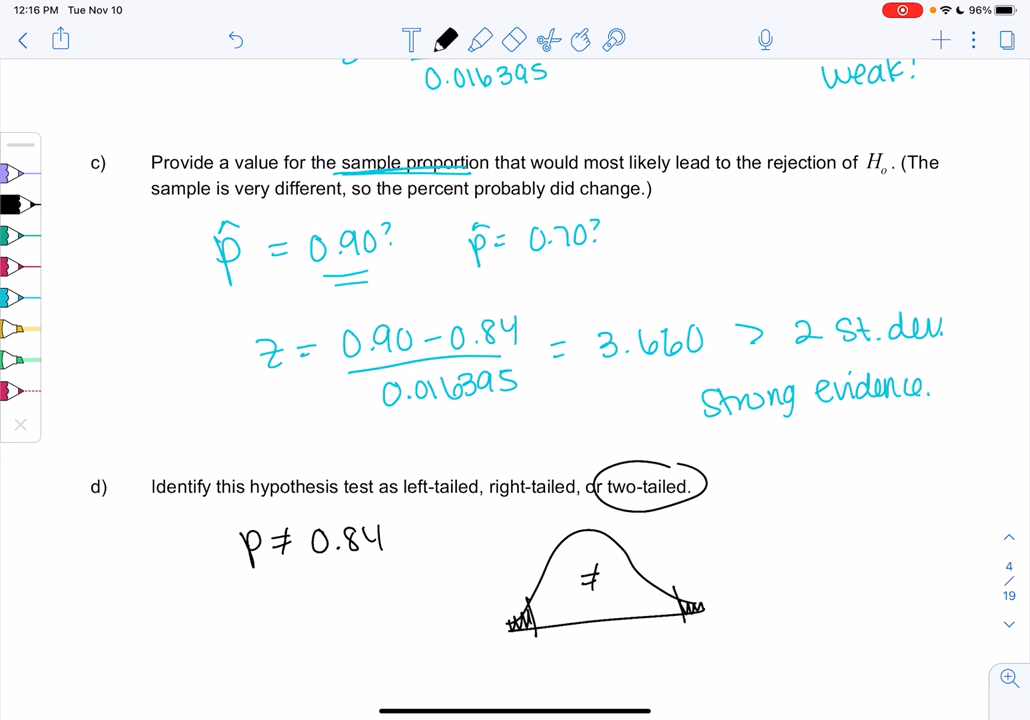 12:16 PM Tue Nov 10
96%
T
0.016395
weak!
c) Provide a value for the sample proportion that would most likely lead to the rejection of Ho. (The
sample is very different, so the percent probably did change.)
p̂ = 0.90? p̂ = 0.70?
z = 0.90 - 0.84 = 3.660 > 2 St. dev.
0.016395
Strong evidence.
d) Identify this hypothesis test as left-tailed, right-tailed, or two-tailed.
p ≠ 0.84
≠
4
/
19